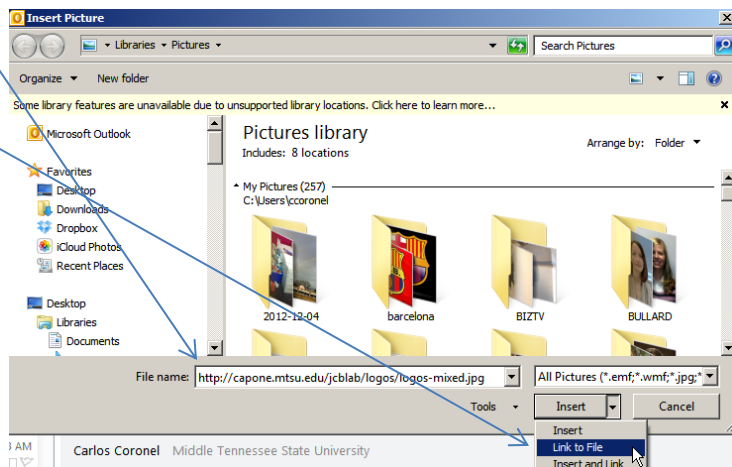 Insert Picture
Libraries Pictures
Search Pictures
Organize New folder
Some library features are unavailable due to unsupported library locations. Click here to learn more...
Microsoft Outlook
Favorites
Desktop
Downloads
Dropbox
iCloud Photos
Recent Places
Desktop
Libraries
Documents
Pictures library
Includes: 8 locations
Arrange by: Folder
My Pictures (257)
C:\Users\ccoronel
2012-12-04
barcelona
BIZTV
BULLARD
File name: http://capone.mtsu.edu/jcblab/logos/logos-mixed.jpg
All Pictures (*.emf;*.wmf;*.jpg;*
Tools Insert Cancel
Insert
Link to File
Insert and Link
AM
Carlos Coronel Middle Tennessee State University